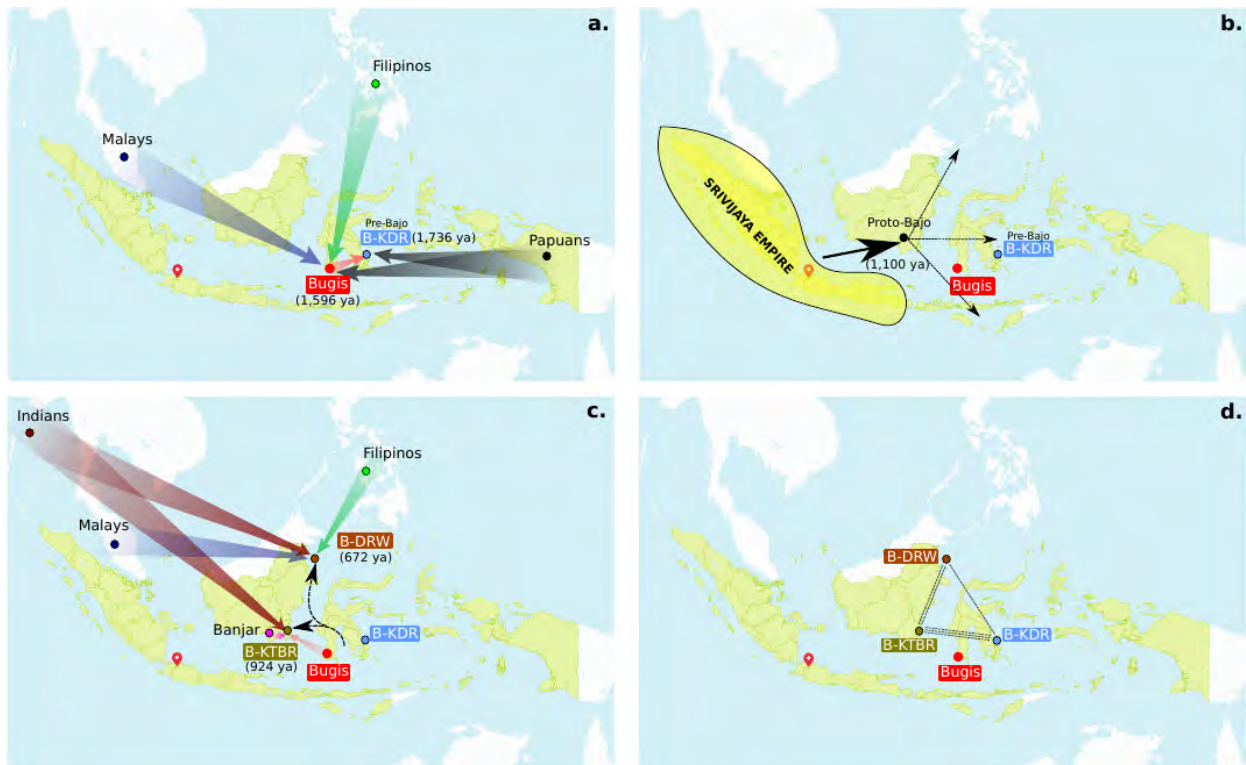 a.
Filipinos
Malays
Pre-Bajo
B-KDR (1,736 ya)
Papuans
Bugis
(1,596 ya)
b.
SRIVIJAYA EMPIRE
Proto-Bajo
(1,100 ya)
Pre-Bajo
B-KDR
Bugis
c.
Indians
Filipinos
Malays
B-DRW
(672 ya)
Banjar
B-KTBR
(924 ya)
B-KDR
Bugis
d.
B-DRW
B-KTBR
B-KDR
Bugis